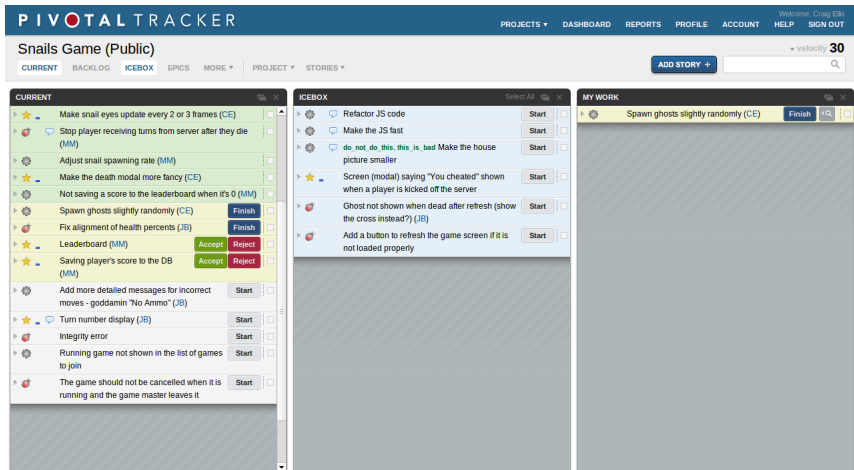 PIVOTALTRACKER
Welcome, Craig Ellis
PROJECTS ▾ DASHBOARD REPORTS PROFILE ACCOUNT HELP SIGN OUT
Snails Game (Public)
▾ velocity 30
CURRENT BACKLOG ICEBOX EPICS MORE ▾ PROJECT ▾ STORIES ▾
ADD STORY +
CURRENT
Make snail eyes update every 2 or 3 frames (CE)
Stop player receiving turns from server after they die
(MM)
Adjust snail spawning rate (MM)
Make the death modal more fancy (CE)
Not saving a score to the leaderboard when it's 0 (MM)
Spawn ghosts slightly randomly (CE) Finish
Fix alignment of health percents (JB) Finish
Leaderboard (MM) Accept Reject
Saving player's score to the DB Accept Reject
(MM)
Add more detailed messages for incorrect Start
moves - goddamin "No Ammo" (JB)
Turn number display (JB) Start
Integrity error Start
Running game not shown in the list of games Start
to join
The game should not be cancelled when it is Start
running and the game master leaves it
ICEBOX Select All
Refactor JS code Start
Make the JS fast Start
do_not_do_this, this_is_bad Make the house Start
picture smaller
Screen (modal) saying "You cheated" shown Start
when a player is kicked off the server
Ghost not shown when dead after refresh (show Start
the cross instead?) (JB)
Add a button to refresh the game screen if it is Start
not loaded properly
MY WORK
Spawn ghosts slightly randomly (CE) Finish